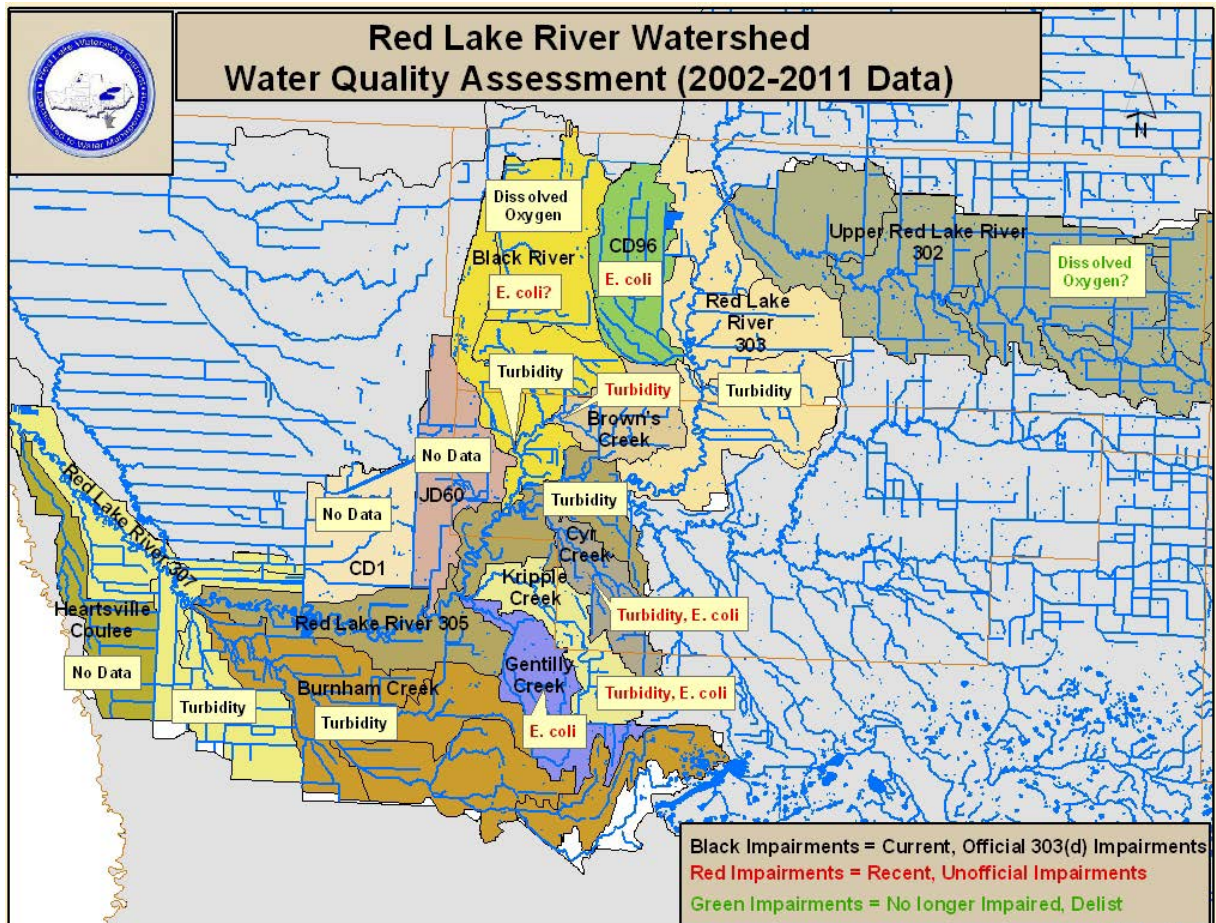 Red Lake River Watershed
Water Quality Assessment (2002-2011 Data)
Red Lake Watershed District
N
Dissolved
Oxygen
Black River
E. coli?
CD96
E. coli
Upper Red Lake River
302
Dissolved
Oxygen?
Red Lake
River
303
Turbidity
Turbidity
Brown's
Creek
Turbidity
No Data
JD60
No Data
CD1
Turbidity
Cyr
Creek
Kripple
Creek
Turbidity, E. coli
Red Lake River 307
Heartsville
Coulee
No Data
Turbidity
Red Lake River 305
Burnham Creek
Turbidity
Gentilly
Creek
E. coli
Turbidity, E. coli
Black Impairments = Current, Official 303(d) Impairments
Red Impairments = Recent, Unofficial Impairments
Green Impairments = No longer Impaired, Delist